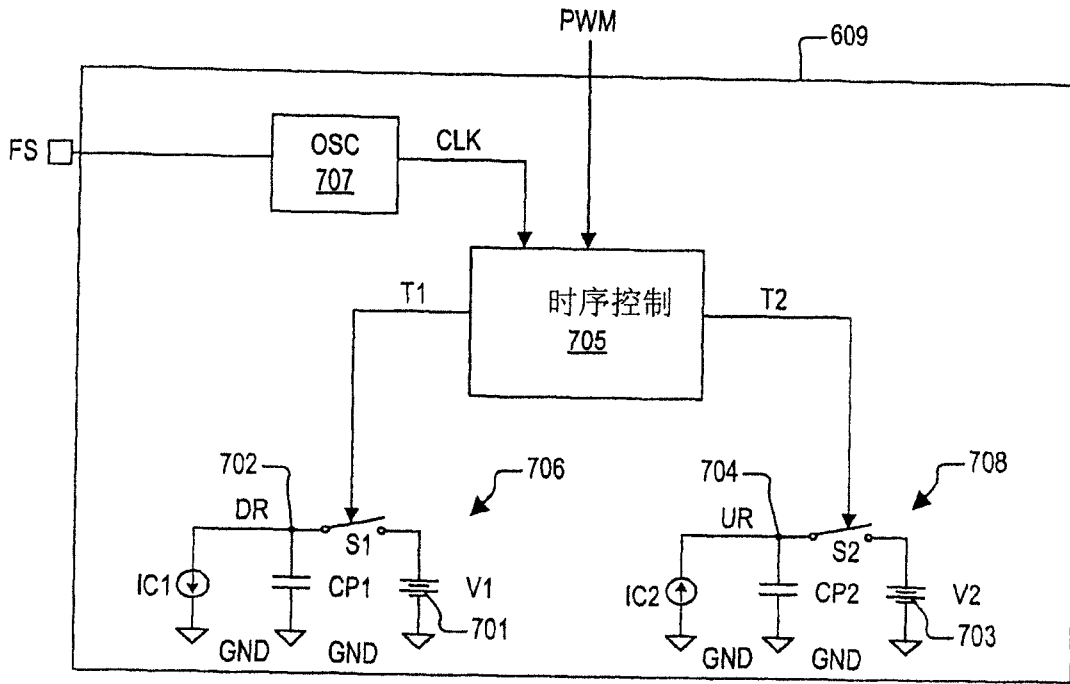 PWM
609
FS
OSC
707
CLK
时序控制
705
T1
T2
702
706
704
708
DR
S1
UR
S2
IC1
CP1
V1
701
IC2
CP2
V2
703
GND
GND
GND
GND